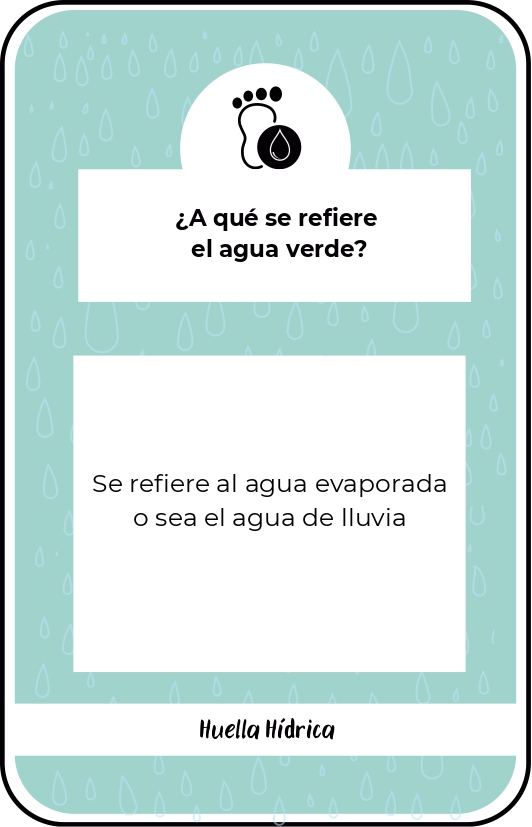 ¿A qué se refiere
el agua verde?
Se refiere al agua evaporada
o sea el agua de lluvia
Huella Hídrica